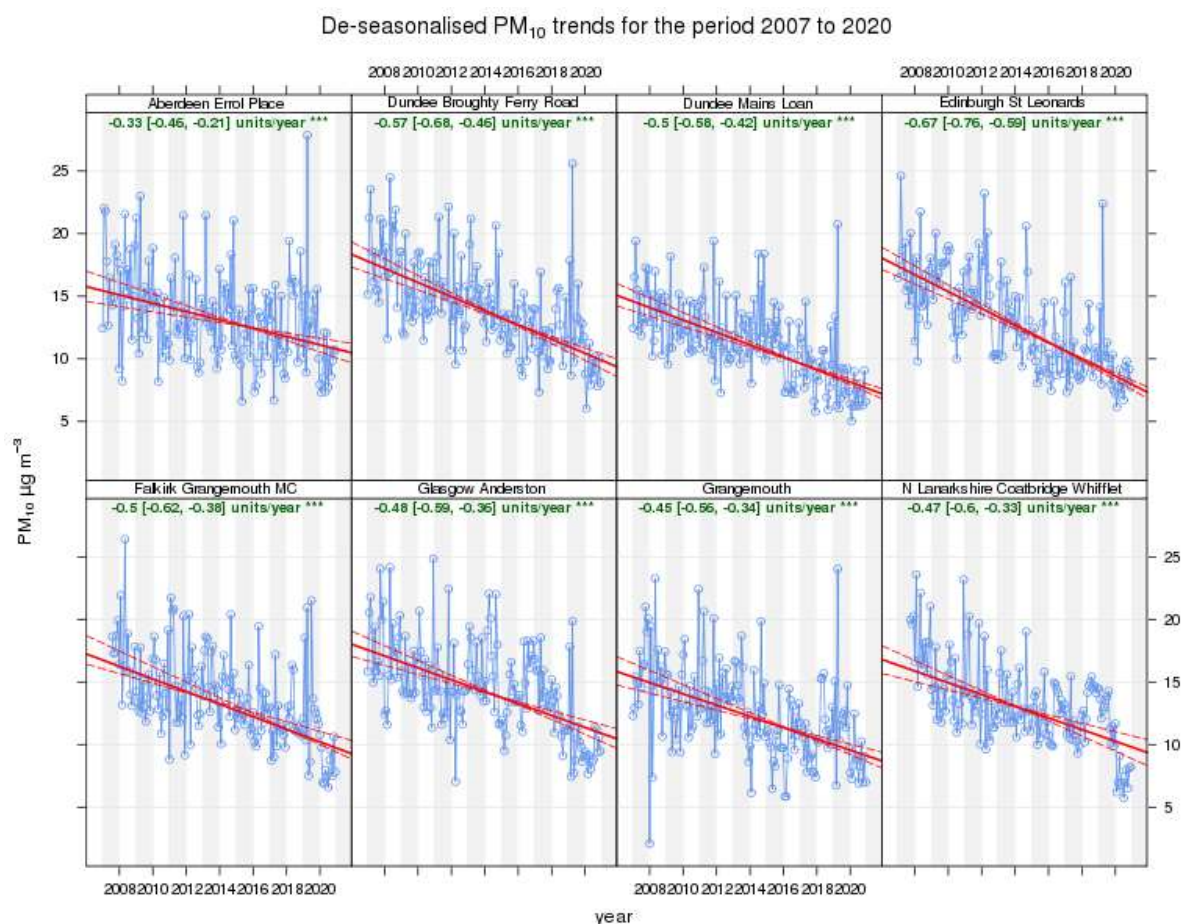 De-seasonalised PM₁₀ trends for the period 2007 to 2020
2008 2010 2012 2014 2016 2018 2020
2008 2010 2012 2014 2016 2018 2020
Aberdeen Errol Place
Dundee Broughty Ferry Road
Dundee Mains Loan
Edinburgh St Leonards
-0.33 [-0.46, -0.21] units/year ***
-0.57 [-0.68, -0.46] units/year ***
-0.5 [-0.58, -0.42] units/year ***
-0.67 [-0.76, -0.59] units/year ***
25
20
15
10
5
PM₁₀ µg m⁻³
Falkirk Grangemouth MC
Glasgow Anderston
Grangemouth
N Lanarkshire Coatbridge Whifflet
-0.5 [-0.62, -0.38] units/year ***
-0.48 [-0.59, -0.36] units/year ***
-0.45 [-0.56, -0.34] units/year ***
-0.47 [-0.6, -0.33] units/year ***
25
20
15
10
5
2008 2010 2012 2014 2016 2018 2020
2008 2010 2012 2014 2016 2018 2020
year